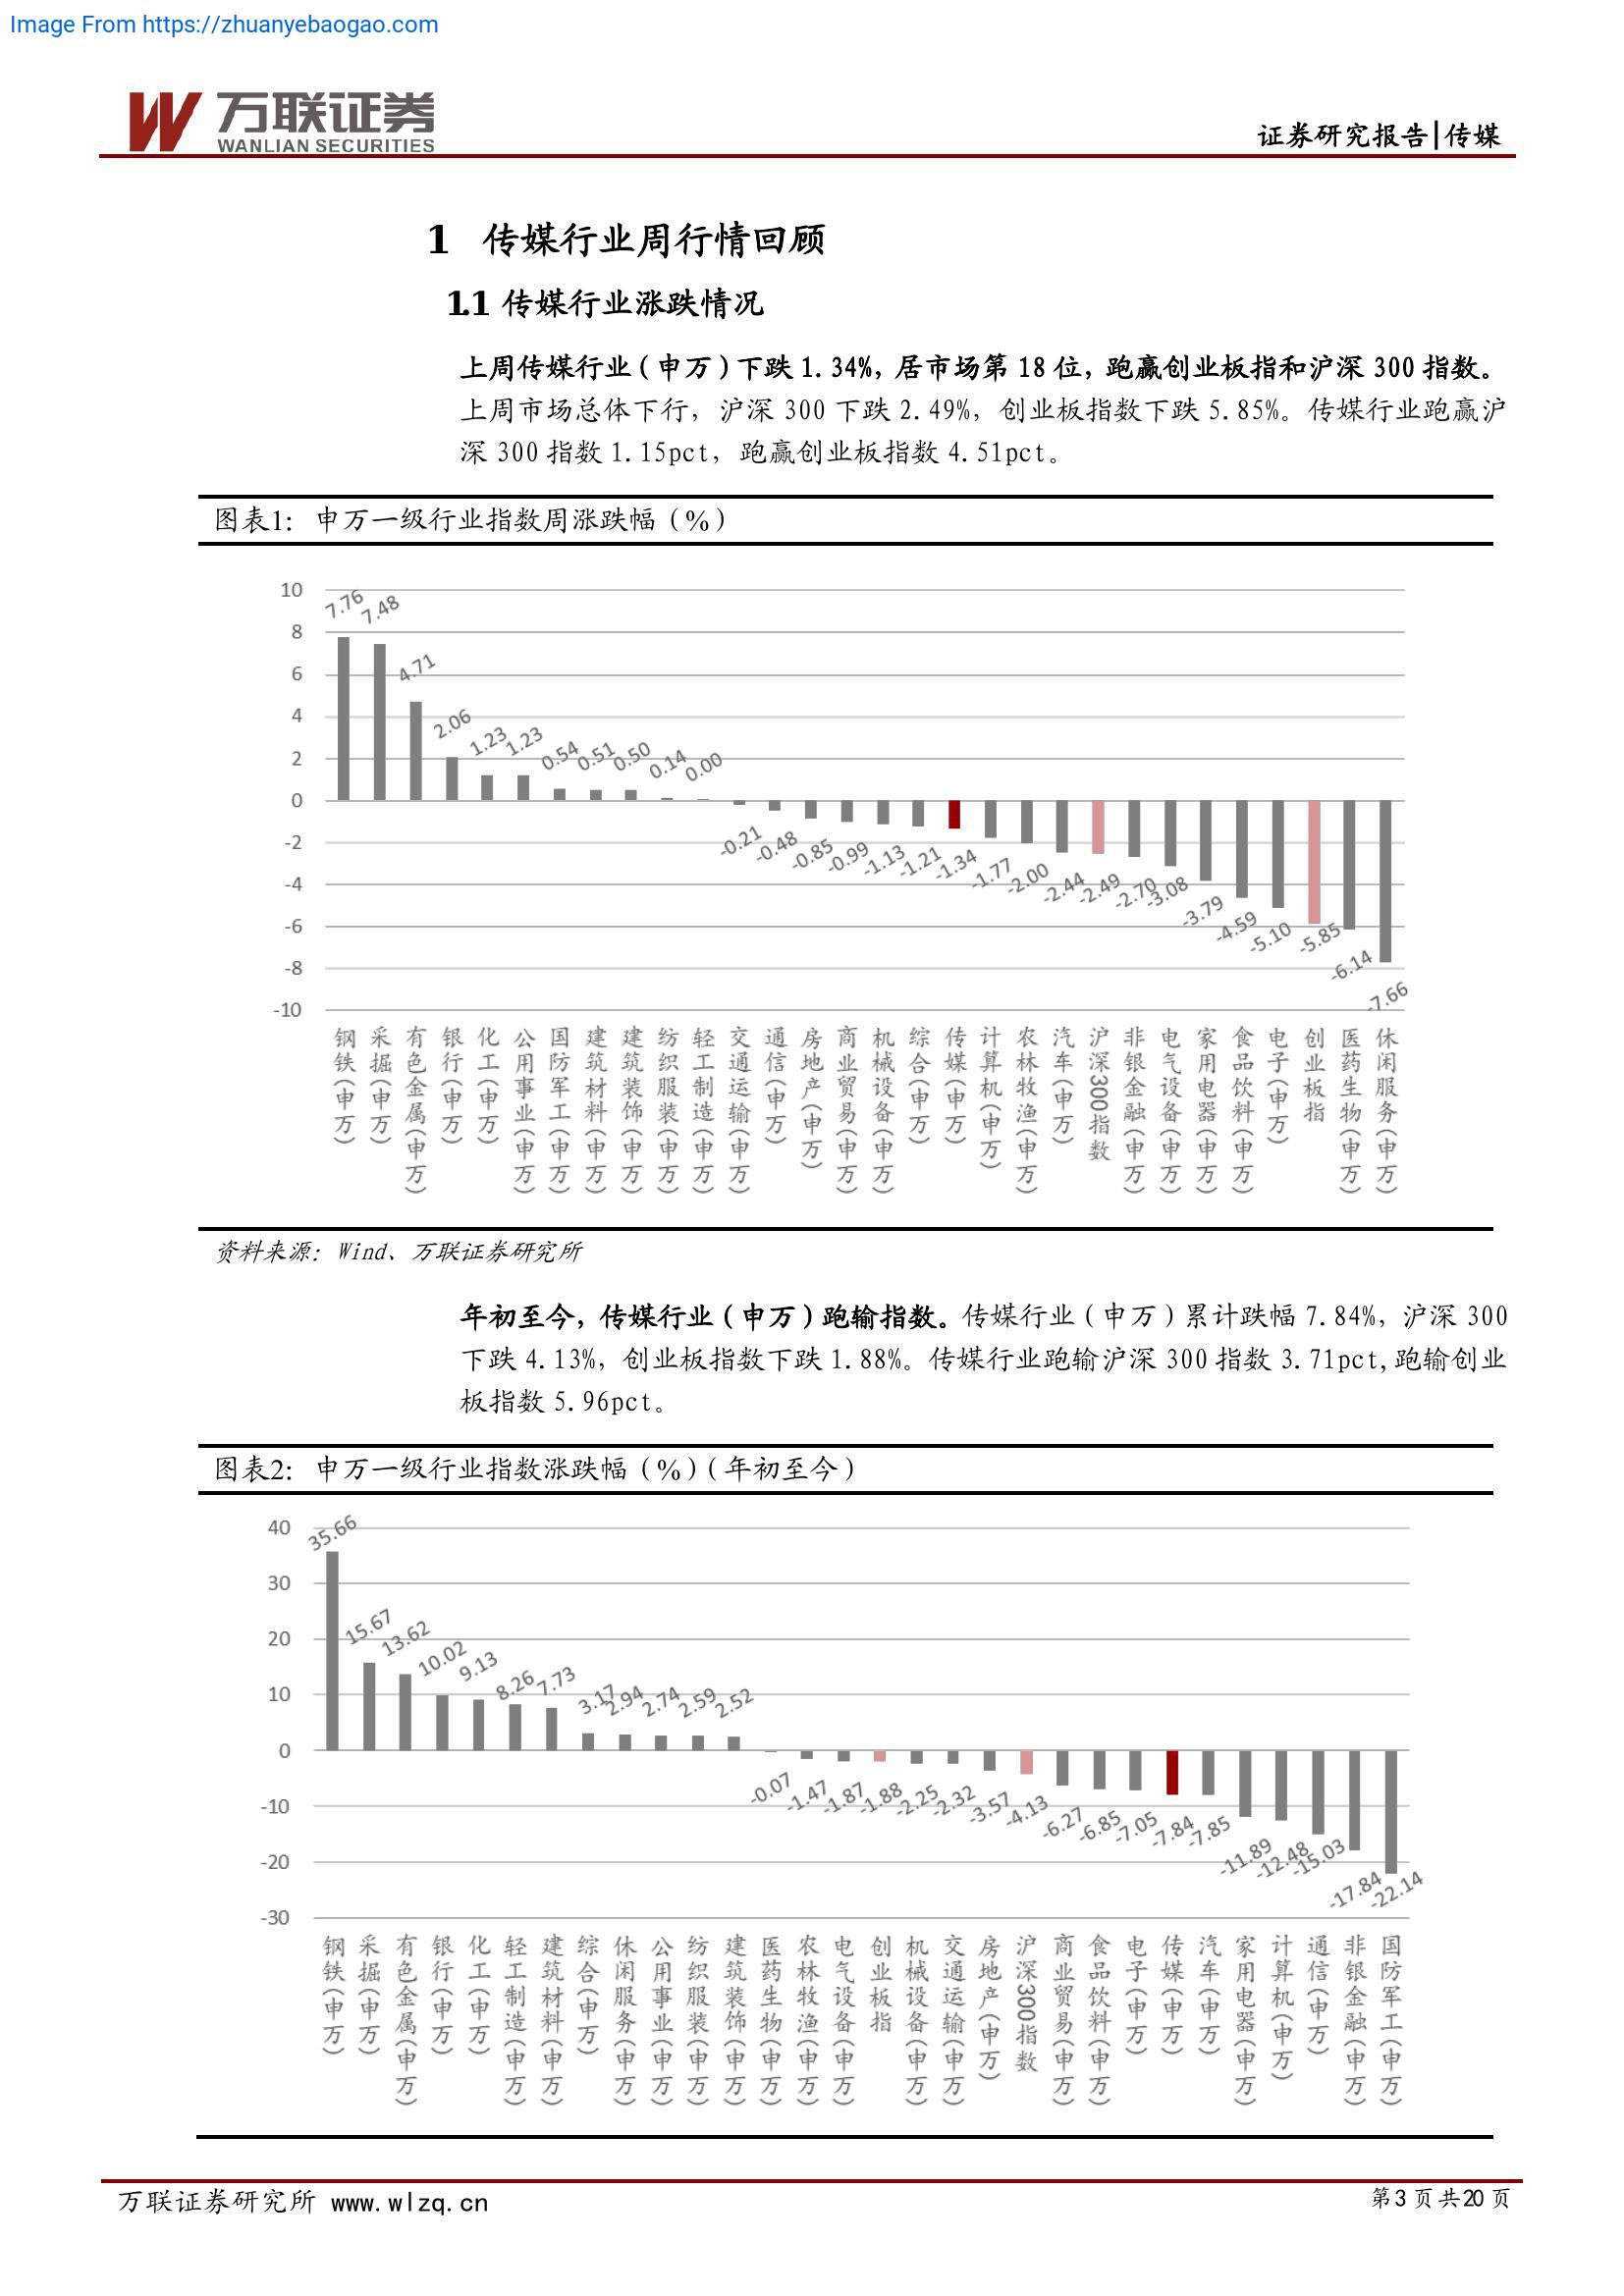 Image From https://zhuanyebaogao.com
万联证券
WANLIAN SECURITIES
证券研究报告|传媒
1 传媒行业周行情回顾
1.1 传媒行业涨跌情况
上周传媒行业（申万）下跌1.34%，居市场第18位，跑赢创业板指和沪深300指数。
上周市场总体下行，沪深300下跌2.49%，创业板指数下跌5.85%。传媒行业跑赢沪
深300指数1.15pct，跑赢创业板指数4.51pct。
图表1：申万一级行业指数周涨跌幅（%）
10
8
6
4
2
0
-2
-4
-6
-8
-10
7.76
7.48
4.71
2.06
1.23
1.23
0.54
0.51
0.50
0.14
0.00
-0.21
-0.48
-0.85
-0.99
-1.13
-1.21
-1.34
-1.77
-2.00
-2.44
-2.49
-2.70
-3.08
-3.79
-4.59
-5.10
-5.85
-6.14
-7.66
钢铁(申万)
采掘(申万)
有色金属(申万)
银行(申万)
化工(申万)
公用事业(申万)
国防军工(申万)
建筑材料(申万)
建筑装饰(申万)
纺织服装(申万)
轻工制造(申万)
交通运输(申万)
通信(申万)
房地产(申万)
商业贸易(申万)
机械设备(申万)
综合(申万)
传媒(申万)
计算机(申万)
农林牧渔(申万)
汽车(申万)
沪深300指数
非银金融(申万)
电气设备(申万)
家用电器(申万)
食品饮料(申万)
电子(申万)
创业板指
医药生物(申万)
休闲服务(申万)
资料来源：Wind、万联证券研究所
年初至今，传媒行业（申万）跑输指数。传媒行业（申万）累计跌幅7.84%，沪深300
下跌4.13%，创业板指数下跌1.88%。传媒行业跑输沪深300指数3.71pct,跑输创业
板指数5.96pct。
图表2：申万一级行业指数涨跌幅（%）（年初至今）
40
30
20
10
0
-10
-20
-30
35.66
15.67
13.62
10.02
9.13
8.26
7.73
3.17
2.94
2.74
2.59
2.52
-0.07
-1.47
-1.87
-1.88
-2.25
-2.32
-3.57
-4.13
-6.27
-6.85
-7.05
-7.84
-7.85
-11.89
-12.48
-15.03
-17.84
-22.14
钢铁(申万)
采掘(申万)
有色金属(申万)
银行(申万)
化工(申万)
轻工制造(申万)
建筑材料(申万)
综合(申万)
休闲服务(申万)
公用事业(申万)
纺织服装(申万)
建筑装饰(申万)
医药生物(申万)
农林牧渔(申万)
电气设备(申万)
创业板指
机械设备(申万)
交通运输(申万)
房地产(申万)
沪深300指数
商业贸易(申万)
食品饮料(申万)
电子(申万)
传媒(申万)
汽车(申万)
家用电器(申万)
计算机(申万)
通信(申万)
非银金融(申万)
国防军工(申万)
万联证券研究所 www.wlzq.cn
第3页共20页